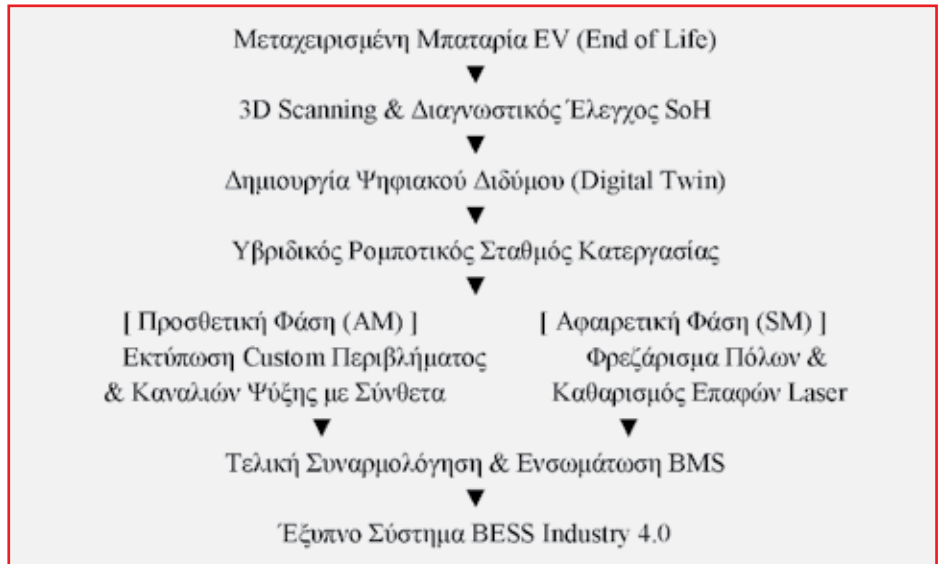 Μεταχειρισμένη Μπαταρία EV (End of Life)
▼
3D Scanning & Διαγνωστικός Έλεγχος SoH
▼
Δημιουργία Ψηφιακού Διδύμου (Digital Twin)
▼
Υβριδικός Ρομποτικός Σταθμός Κατεργασίας
▼
[ Προσθετική Φάση (AM) ]
Εκτύπωση Custom Περιβλήματος
& Καναλιών Ψύξης με Σύνθετα
▼
[ Αφαιρετική Φάση (SM) ]
Φρεζάρισμα Πόλων &
Καθαρισμός Επαφών Laser
▼
Τελική Συναρμολόγηση & Ενσωμάτωση BMS
▼
Έξυπνο Σύστημα BESS Industry 4.0